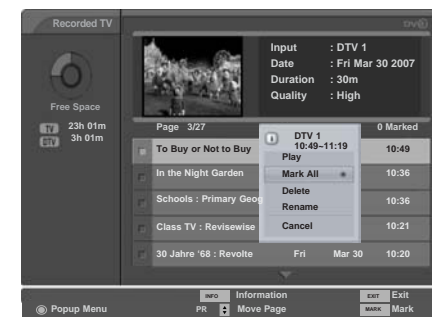 Recorded TV
DV
Input : DTV 1
Date : Fri Mar 30 2007
Duration : 30m
Quality : High
Free Space
TV 23h 01m
DTV 3h 01m
Page 3/27
0 Marked
DTV 1
10:49~11:19
Play
Mark All
Delete
Rename
Cancel
To Buy or Not to Buy 10:49
In the Night Garden 10:36
Schools : Primary Geog 10:36
Class TV : Revisewise 10:21
30 Jahre '68 : Revolte Fri Mar 30 10:20
INFO Information EXIT Exit
Popup Menu PR Move Page MARK Mark